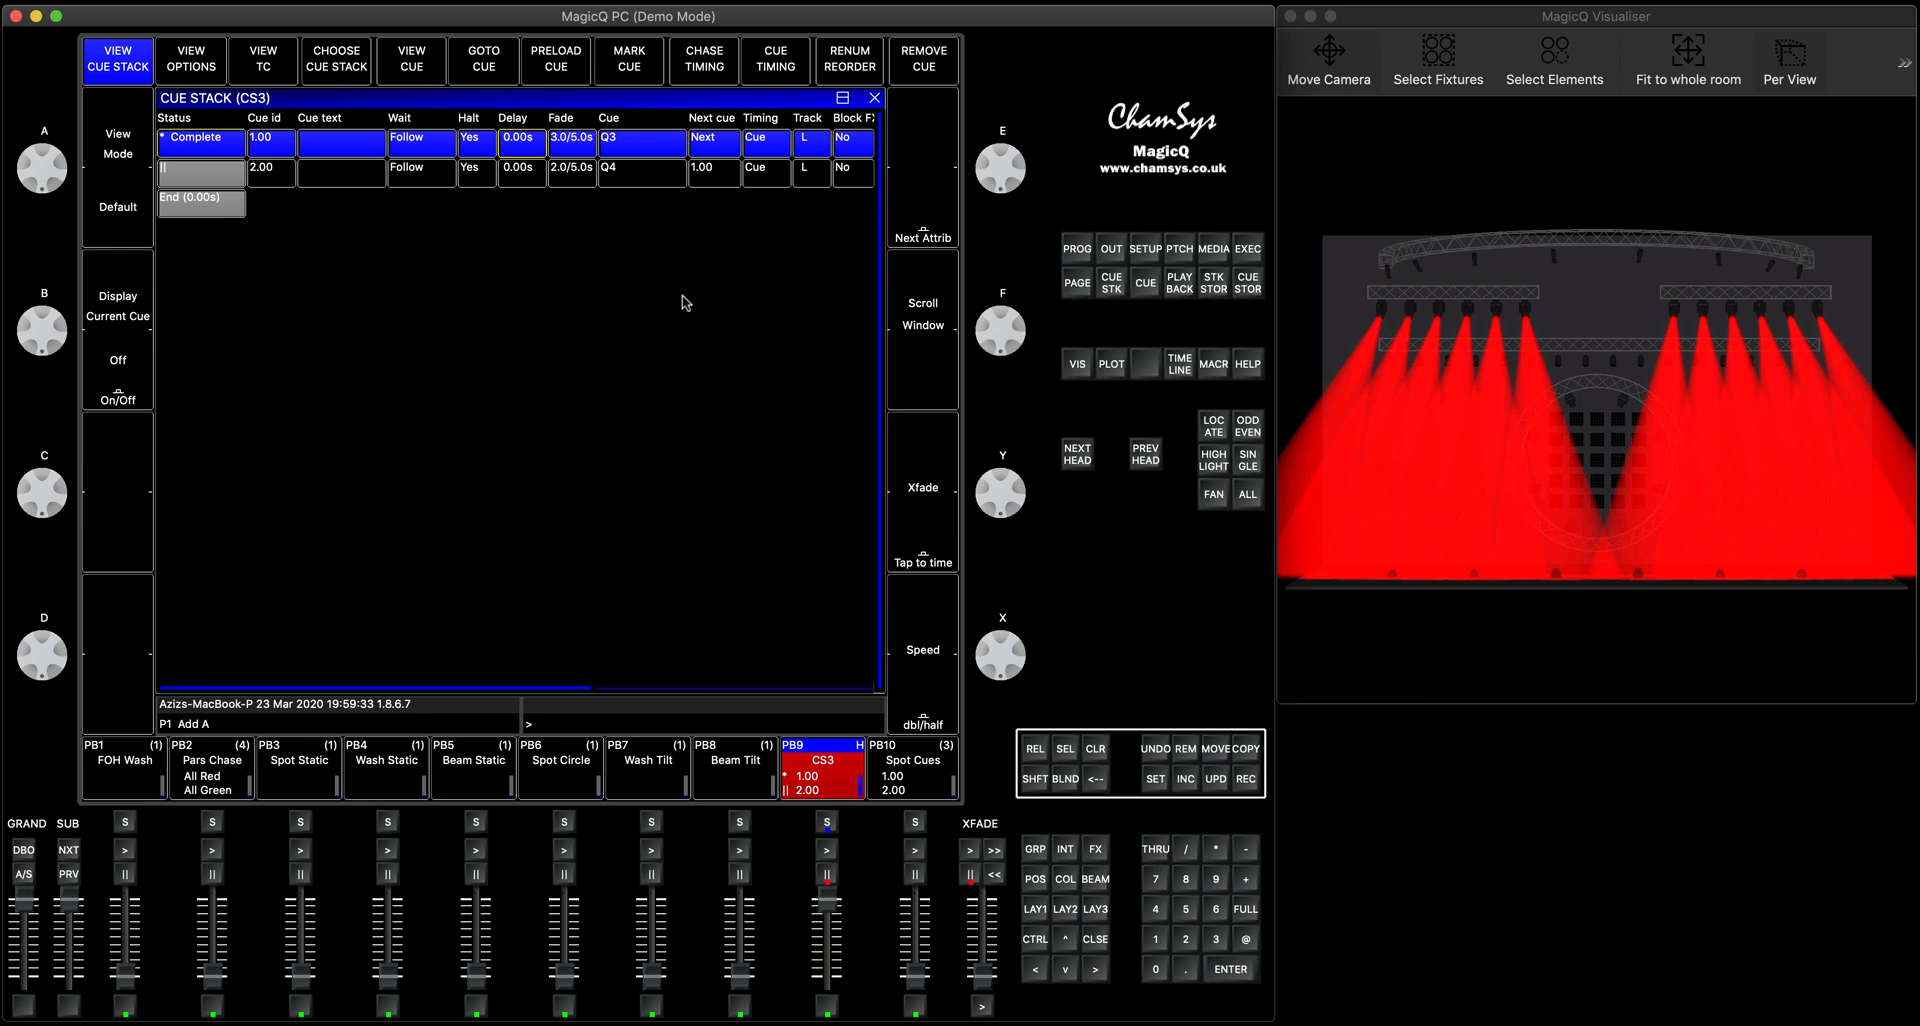 MagicQ PC (Demo Mode)
VIEW CUE STACK
VIEW OPTIONS
VIEW TC
CHOOSE CUE STACK
VIEW CUE
GOTO CUE
PRELOAD CUE
MARK CUE
CHASE TIMING
CUE TIMING
RENUM REORDER
REMOVE CUE
CUE STACK (CS3)
Status Cue id Cue text Wait Halt Delay Fade Cue Next cue Timing Track Block F
* Complete 1.00 Follow Yes 0.00s 3.0/5.0s Q3 Next Cue L No
|| 2.00 Follow Yes 0.00s 2.0/5.0s Q4 1.00 Cue L No
End (0.00s)
A
View
Mode
Default
B
Display
Current Cue
Off
On/Off
C
D
Next Attrib
Scroll
Window
Xfade
Tap to time
Speed
dbl/half
E
F
Y
X
Azizs-MacBook-P 23 Mar 2020 19:59:33 1.8.6.7
P1 Add A
>
PB1 (1)
FOH Wash
PB2 (4)
Pars Chase
All Red
All Green
PB3 (1)
Spot Static
PB4 (1)
Wash Static
PB5 (1)
Beam Static
PB6 (1)
Spot Circle
PB7 (1)
Wash Tilt
PB8 (1)
Beam Tilt
PB9 H
CS3
* 1.00
|| 2.00
PB10 (3)
Spot Cues
1.00
2.00
GRAND SUB
S S S S S S S S S S
XFADE
DBO NXT > > > > > > > > > > > >>
A/S PRV || || || || || || || || || || || <<
>
ChamSys
MagicQ
www.chamsys.co.uk
PROG OUT SETUP PTCH MEDIA EXEC
PAGE CUE STK CUE PLAY BACK STK STOR CUE STOR
VIS PLOT TIME LINE MACR HELP
NEXT HEAD PREV HEAD
LOC ATE ODD EVEN
HIGH LIGHT SIN GLE
FAN ALL
REL SEL CLR UNDO REM MOVE COPY
SHFT BLND <-- SET INC UPD REC
GRP INT FX THRU / * -
POS COL BEAM 7 8 9 +
LAY1 LAY2 LAY3 4 5 6 FULL
CTRL ^ CLSE 1 2 3 @
< v > 0 . ENTER
MagicQ Visualiser
Move Camera
Select Fixtures
Select Elements
Fit to whole room
Per View